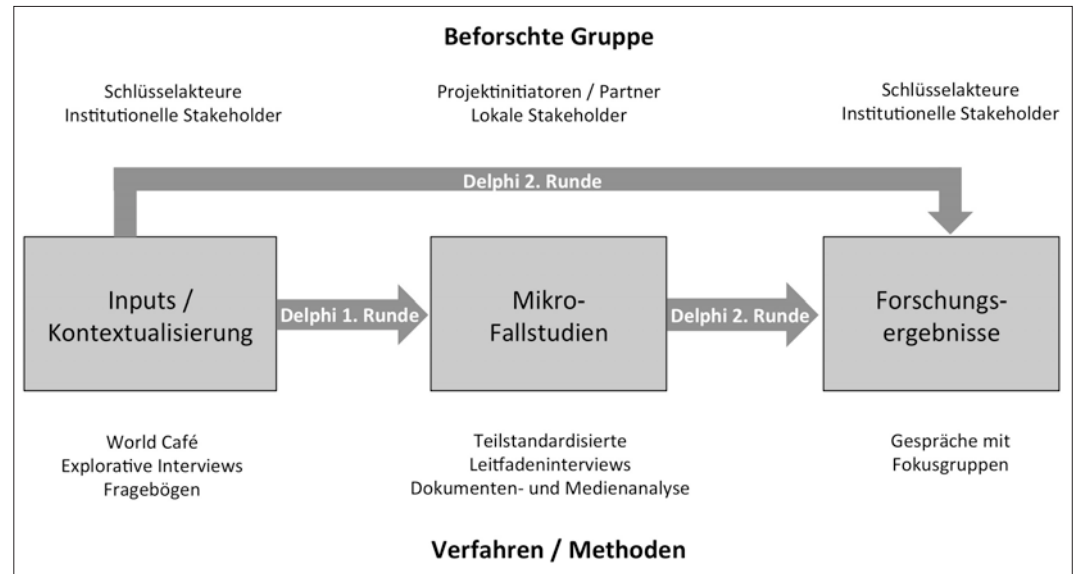 Beforschte Gruppe
Schlüsselakteure
Institutionelle Stakeholder
Projektinitiatoren / Partner
Lokale Stakeholder
Schlüsselakteure
Institutionelle Stakeholder
Delphi 2. Runde
Inputs /
Kontextualisierung
Delphi 1. Runde
Mikro-
Fallstudien
Delphi 2. Runde
Forschungs-
ergebnisse
World Café
Explorative Interviews
Fragebögen
Teilstandardisierte
Leitfadeninterviews
Dokumenten- und Medienanalyse
Gespräche mit
Fokusgruppen
Verfahren / Methoden